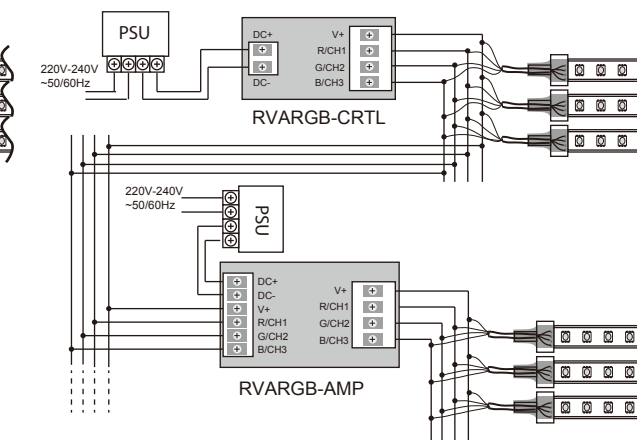 PSU
220V-240V
~50/60Hz
DC+
DC-
V+
R/CH1
G/CH2
B/CH3
RVARGB-CRTL
220V-240V
~50/60Hz
PSU
DC+
DC-
V+
R/CH1
G/CH2
B/CH3
V+
R/CH1
G/CH2
B/CH3
RVARGB-AMP